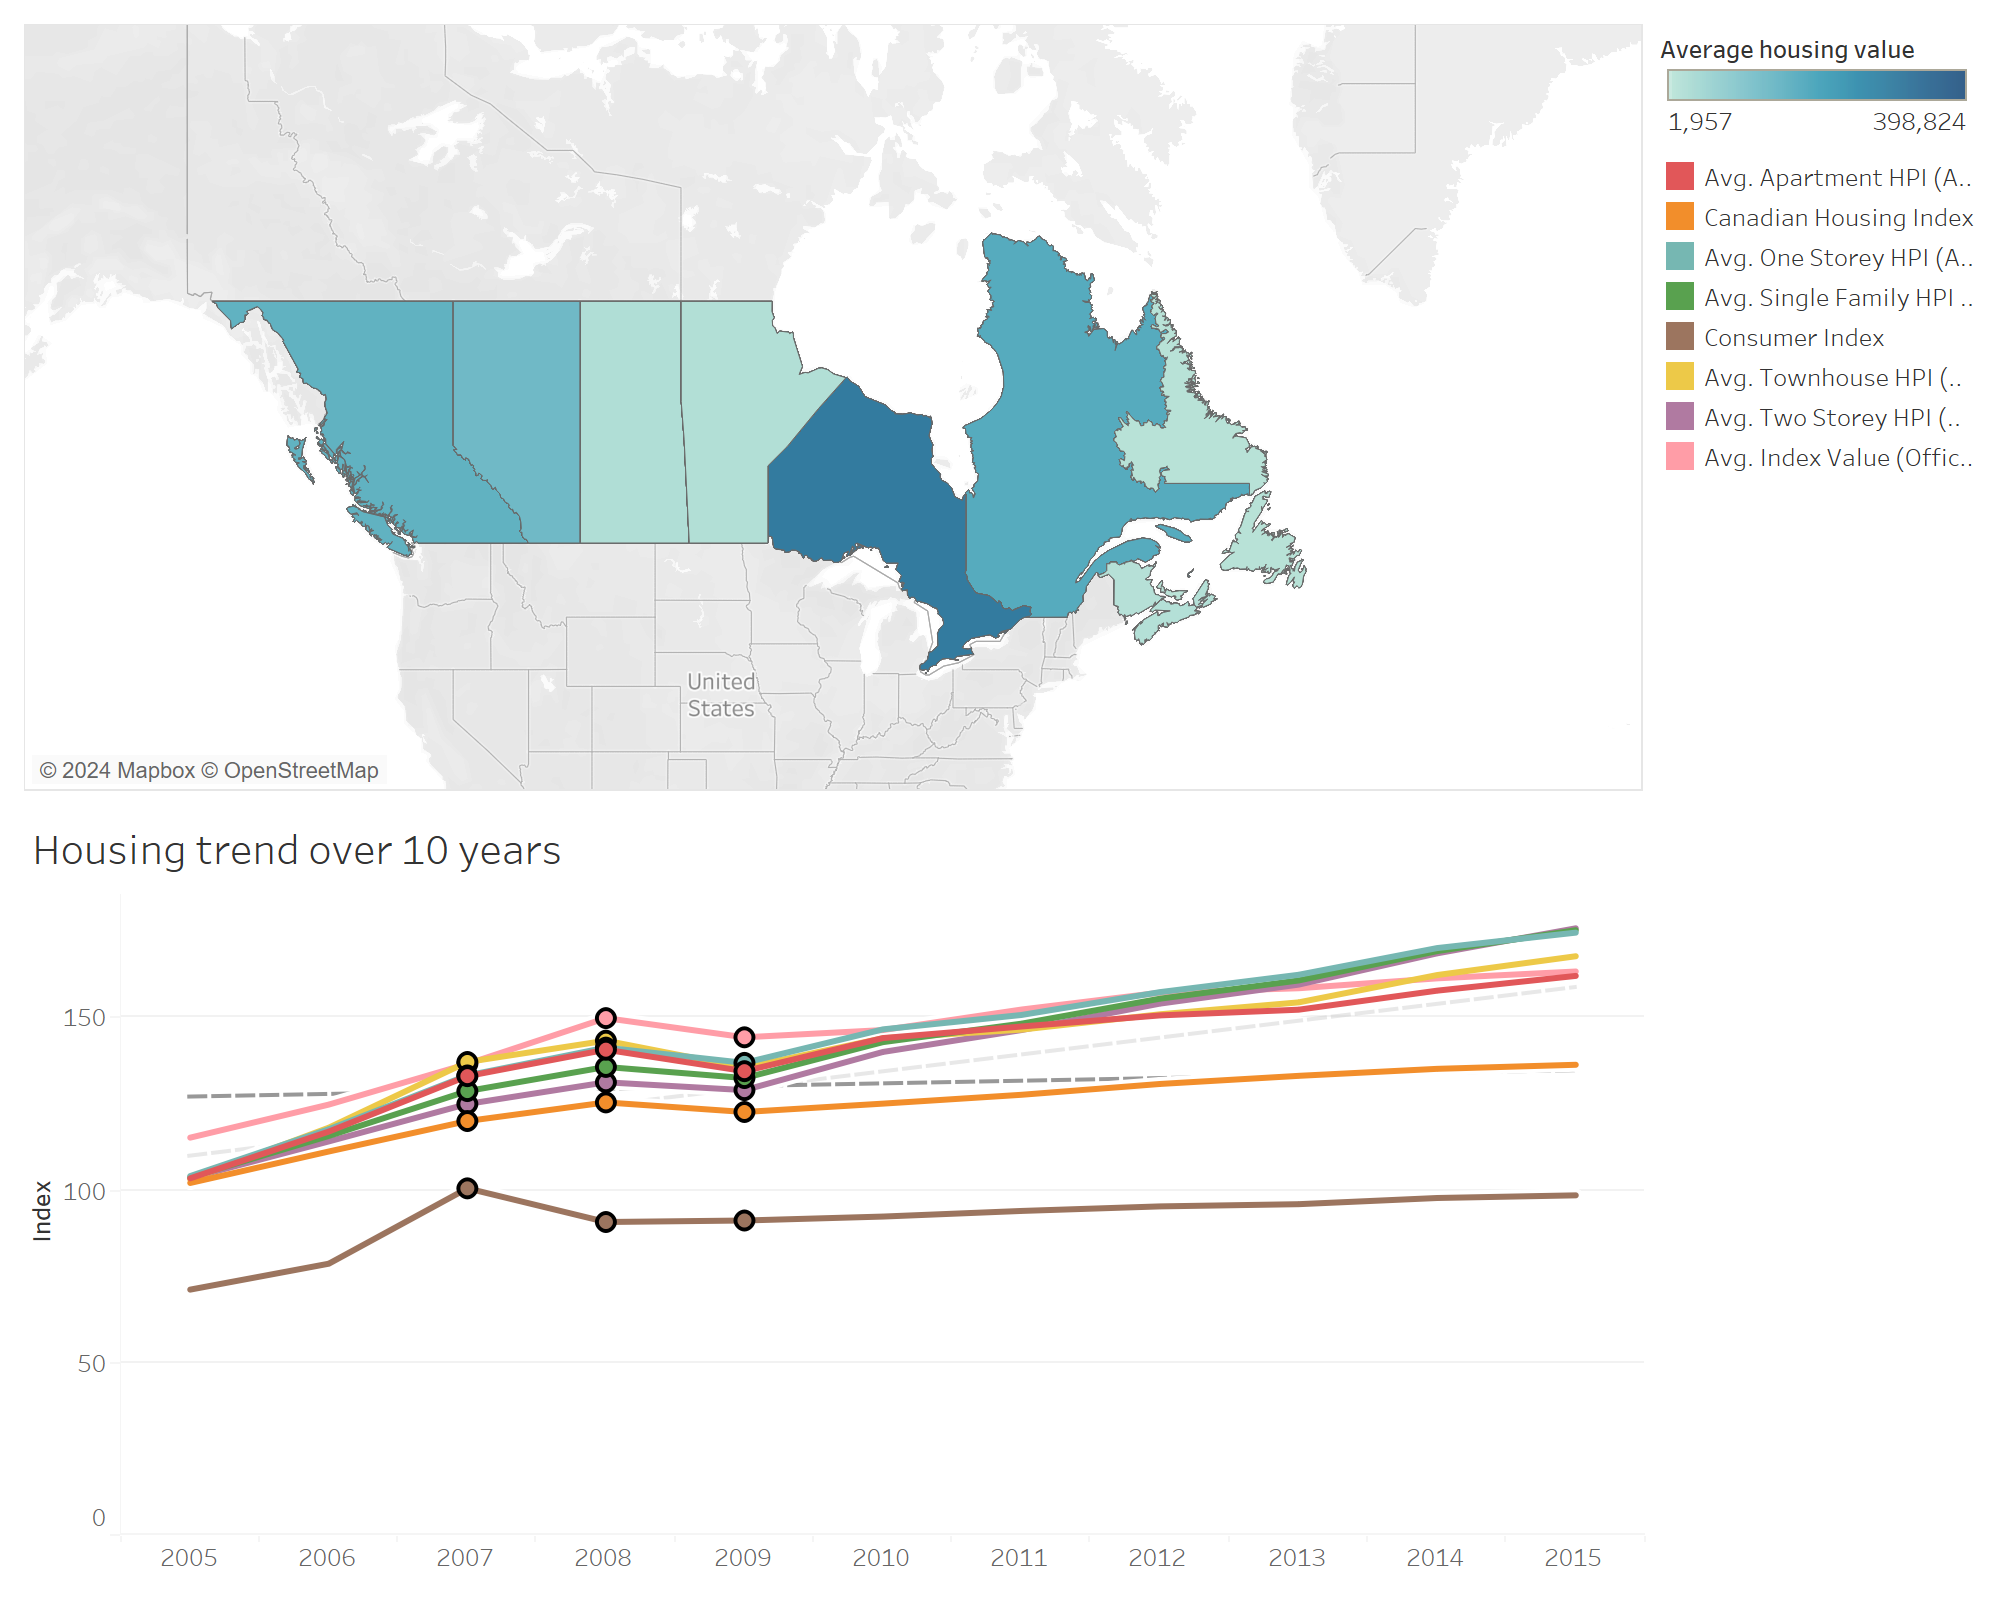 Average housing value
1,957 398,824
Avg. Apartment HPI (A..
Canadian Housing Index
Avg. One Storey HPI (A..
Avg. Single Family HPI ..
Consumer Index
Avg. Townhouse HPI (..
Avg. Two Storey HPI (..
Avg. Index Value (Offic..
United
States
© 2024 Mapbox © OpenStreetMap
Housing trend over 10 years
Index
150
100
50
0
2005 2006 2007 2008 2009 2010 2011 2012 2013 2014 2015